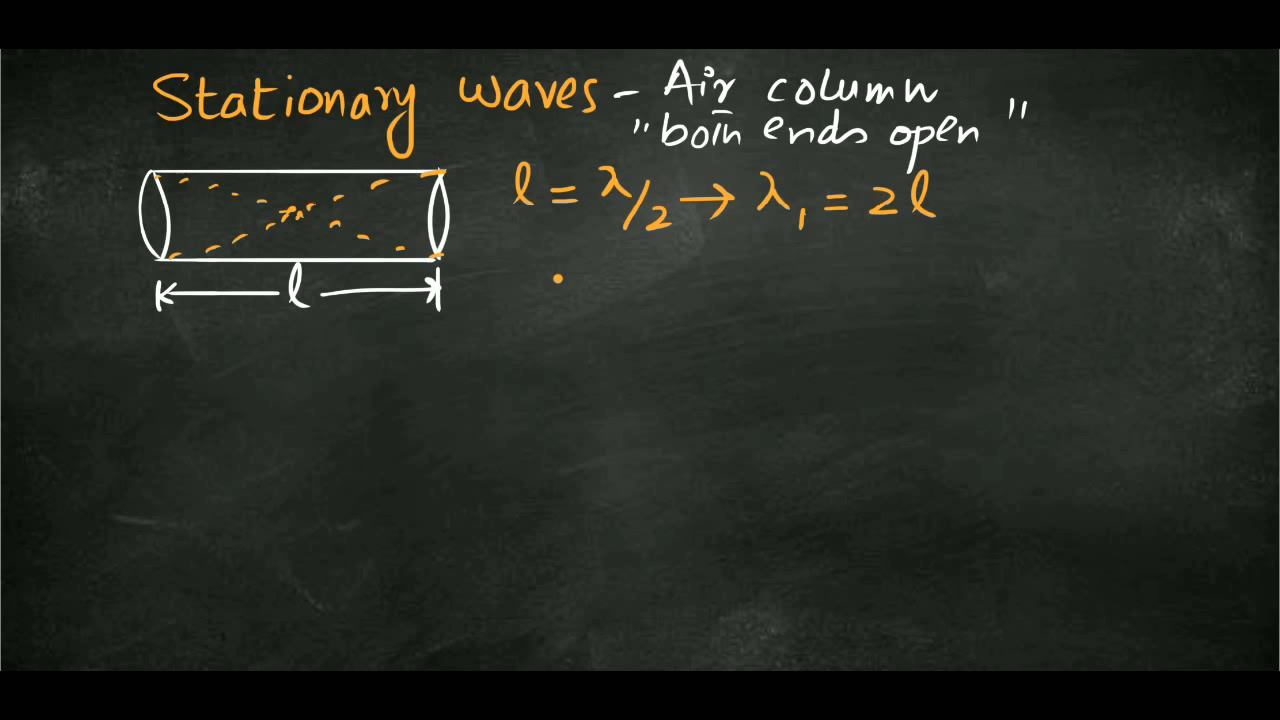 Stationary waves - Air column
"both ends open"
l = λ/2 → λ₁ = 2l
l